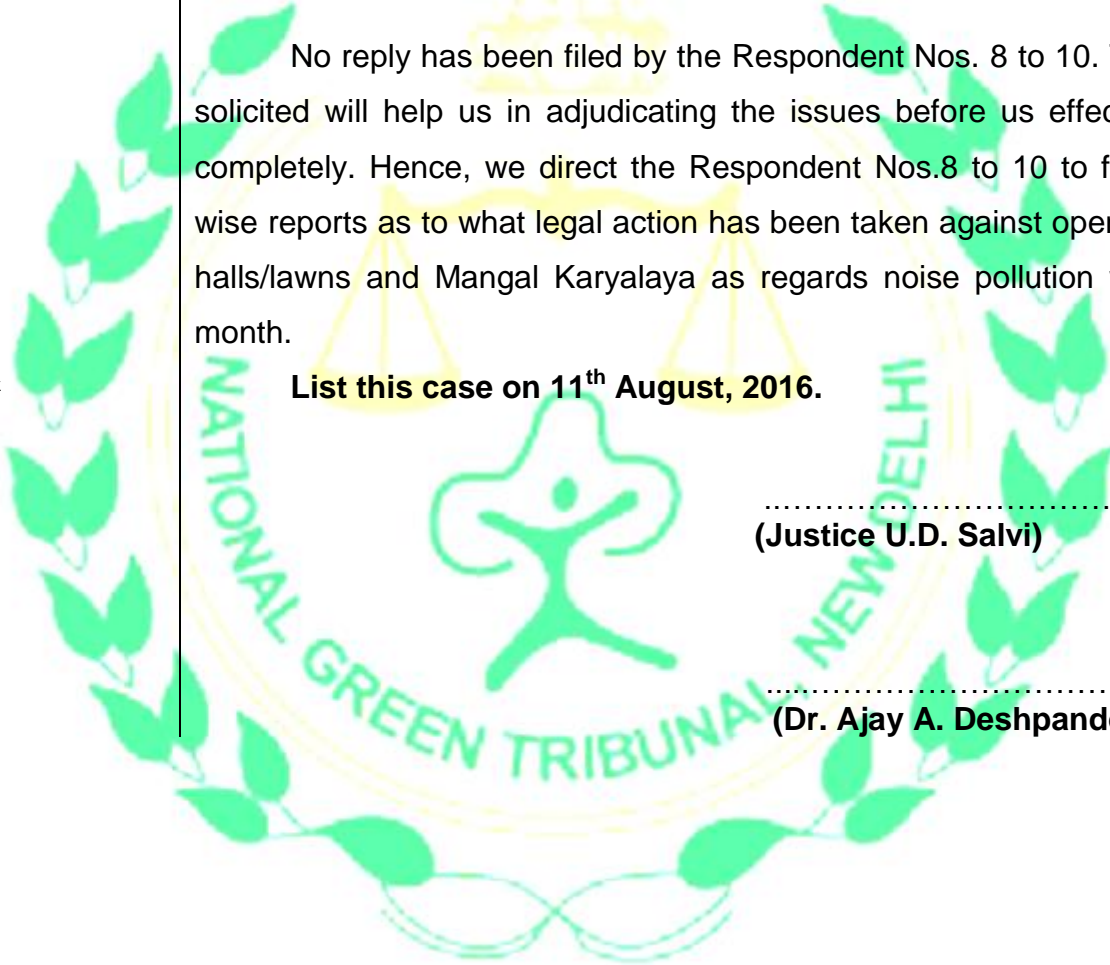 No reply has been filed by the Respondent Nos. 8 to 10.
solicited will help us in adjudicating the issues before us
completely. Hence, we direct the Respondent Nos.8 to 10 to
wise reports as to what legal action has been taken against
halls/lawns and Mangal Karyalaya as regards noise pollution
month.
List this case on 11th August, 2016.
(Justice U.D. Salvi)
(Dr. Ajay A. Deshpande
NATIONAL GREEN TRIBUNAL, NEW DELHI